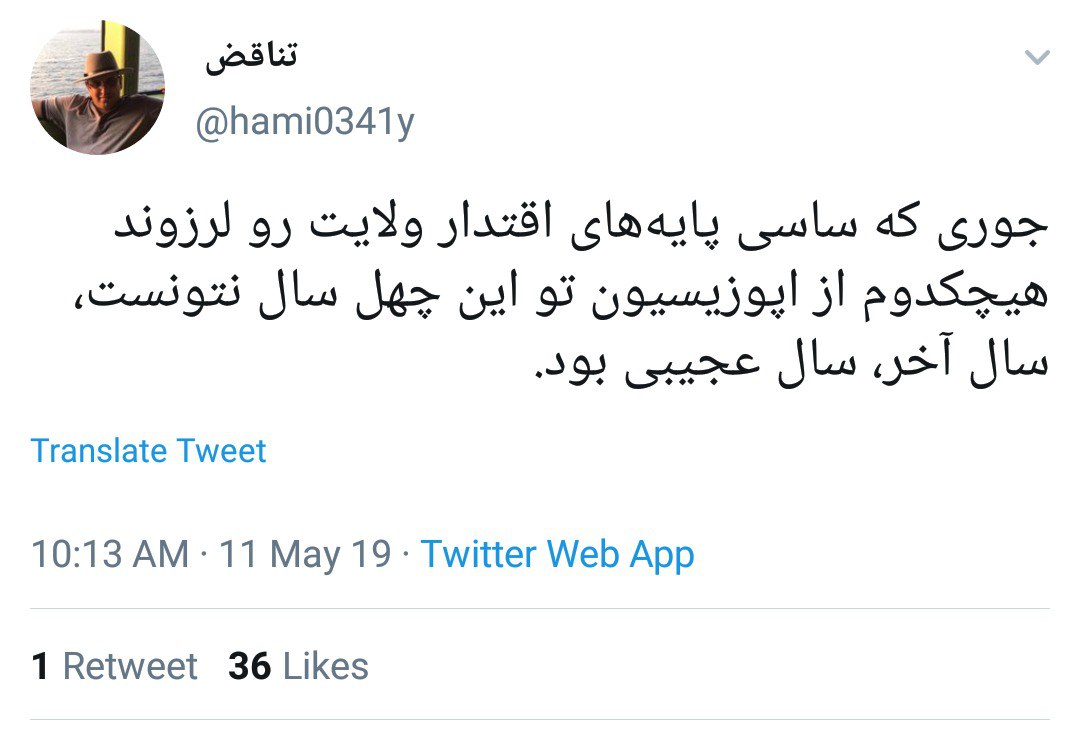 تناقض
@hami0341y
جوری که ساسی پایه‌های اقتدار ولایت رو لرزوند
هیچکدوم از اپوزیسیون تو این چهل سال نتونست،
سال آخر، سال عجیبی بود.
Translate Tweet
10:13 AM · 11 May 19 · Twitter Web App
1 Retweet 36 Likes